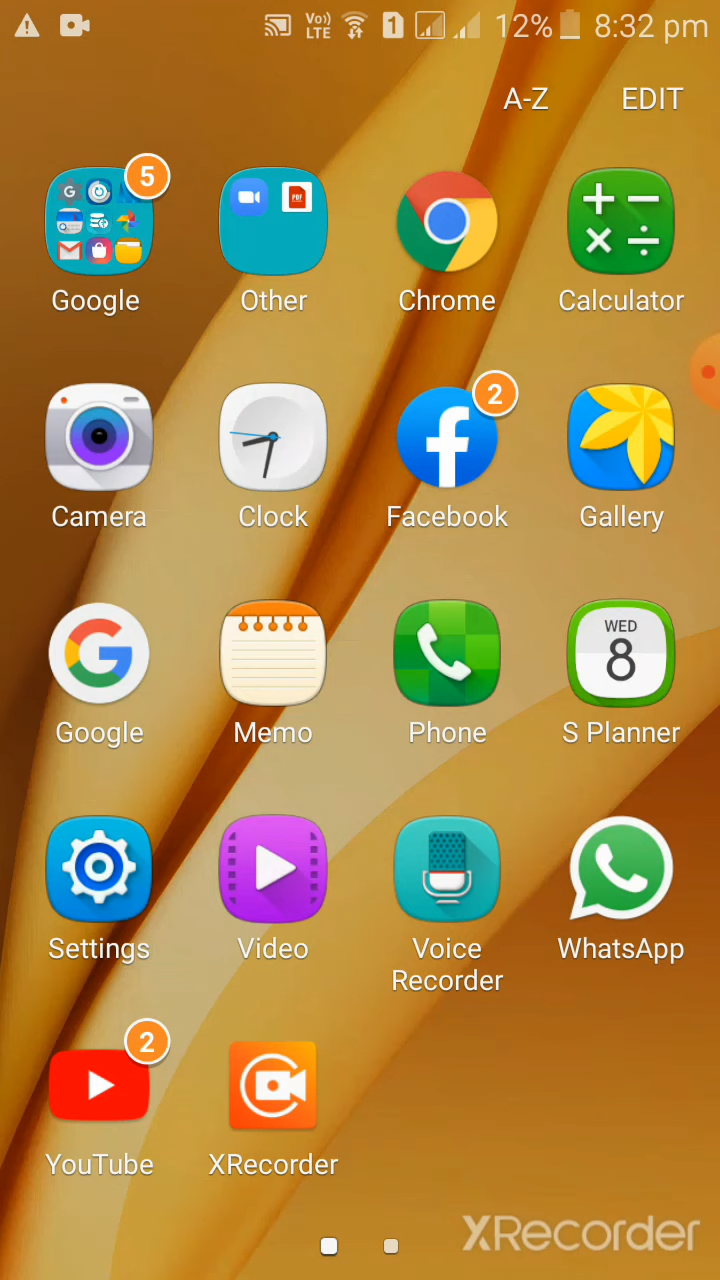 Vo)) LTE 1 12% 8:32 pm
A-Z EDIT
5
G PDF
Google Other Chrome Calculator
2
Camera Clock Facebook Gallery
WED
8
Google Memo Phone S Planner
Settings Video Voice Recorder WhatsApp
2
YouTube XRecorder
XRecorder